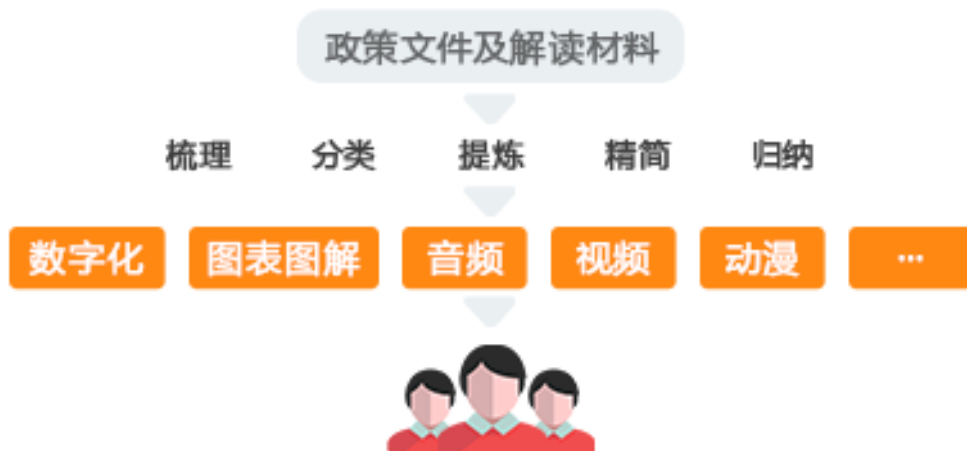 政策文件及解读材料
梳理 分类 提炼 精简 归纳
数字化 图表图解 音频 视频 动漫 ...